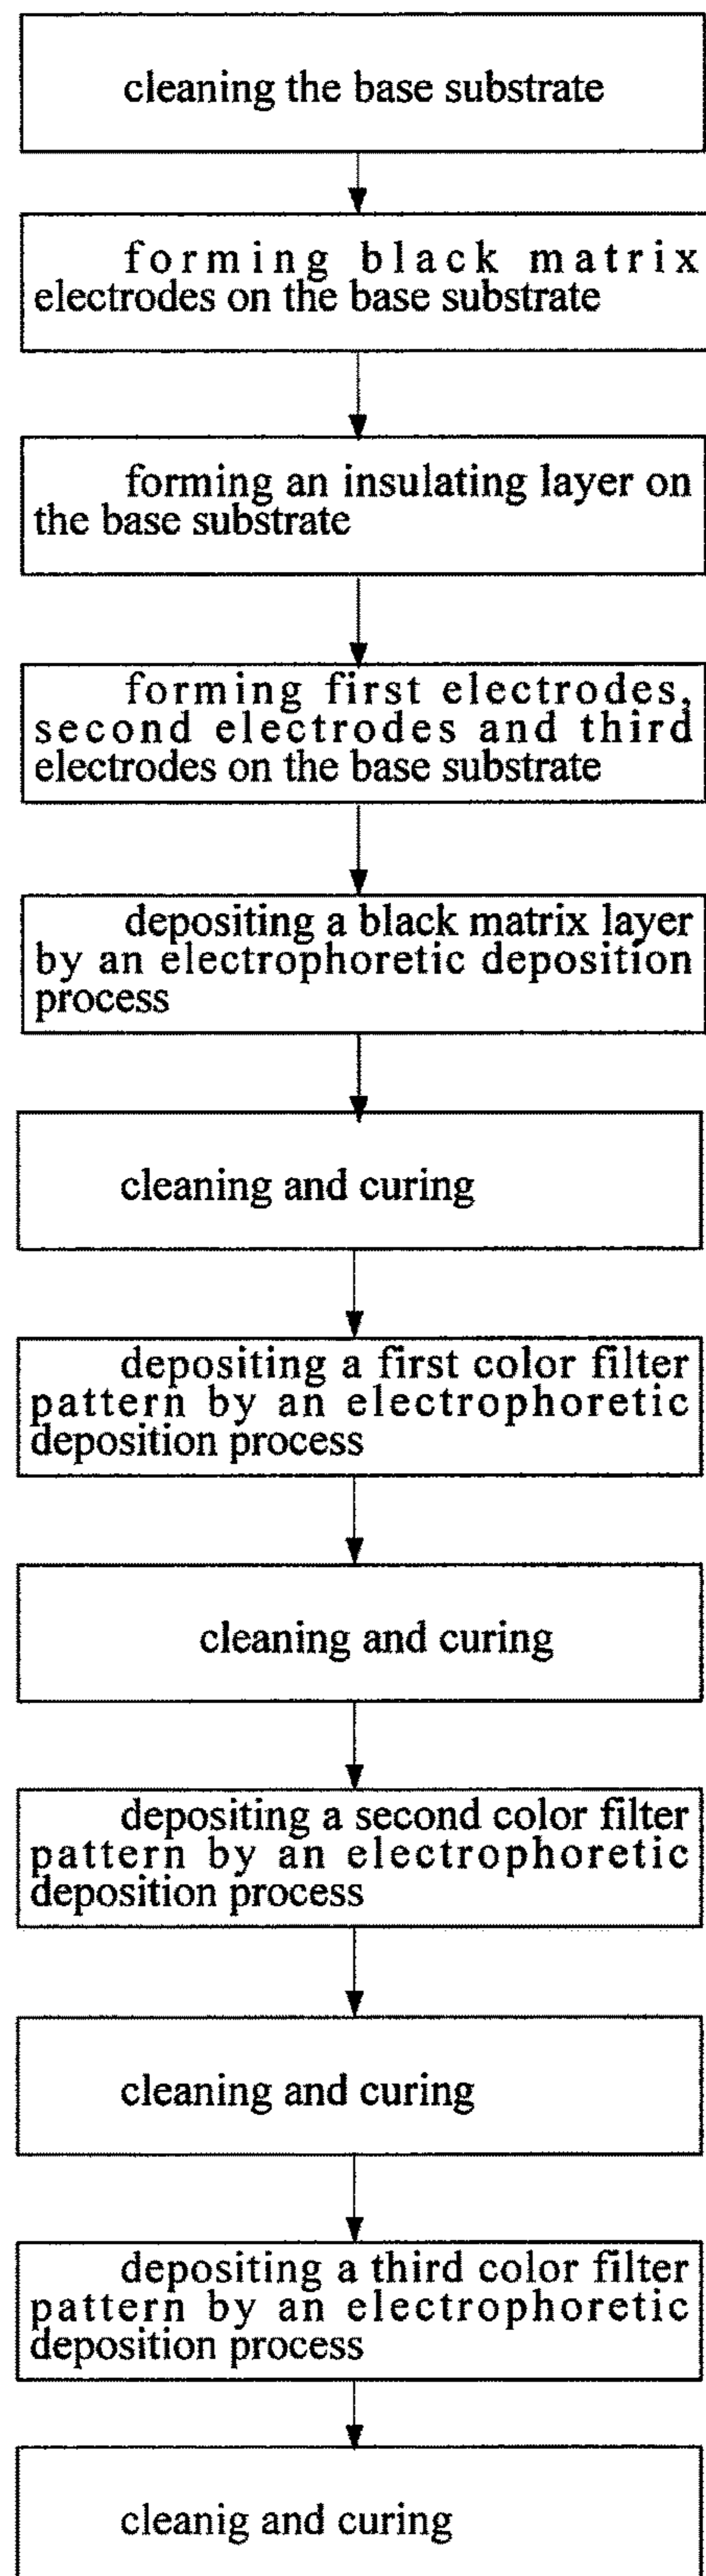 cleaning the base substrate
forming black matrix
electrodes on the base substrate
forming an insulating layer on
the base substrate
forming first electrodes,
second electrodes and third
electrodes on the base substrate
depositing a black matrix layer
by an electrophoretic deposition
process
cleaning and curing
depositing a first color filter
pattern by an electrophoretic
deposition process
cleaning and curing
depositing a second color filter
pattern by an electrophoretic
deposition process
cleaning and curing
depositing a third color filter
pattern by an electrophoretic
deposition process
cleanig and curing